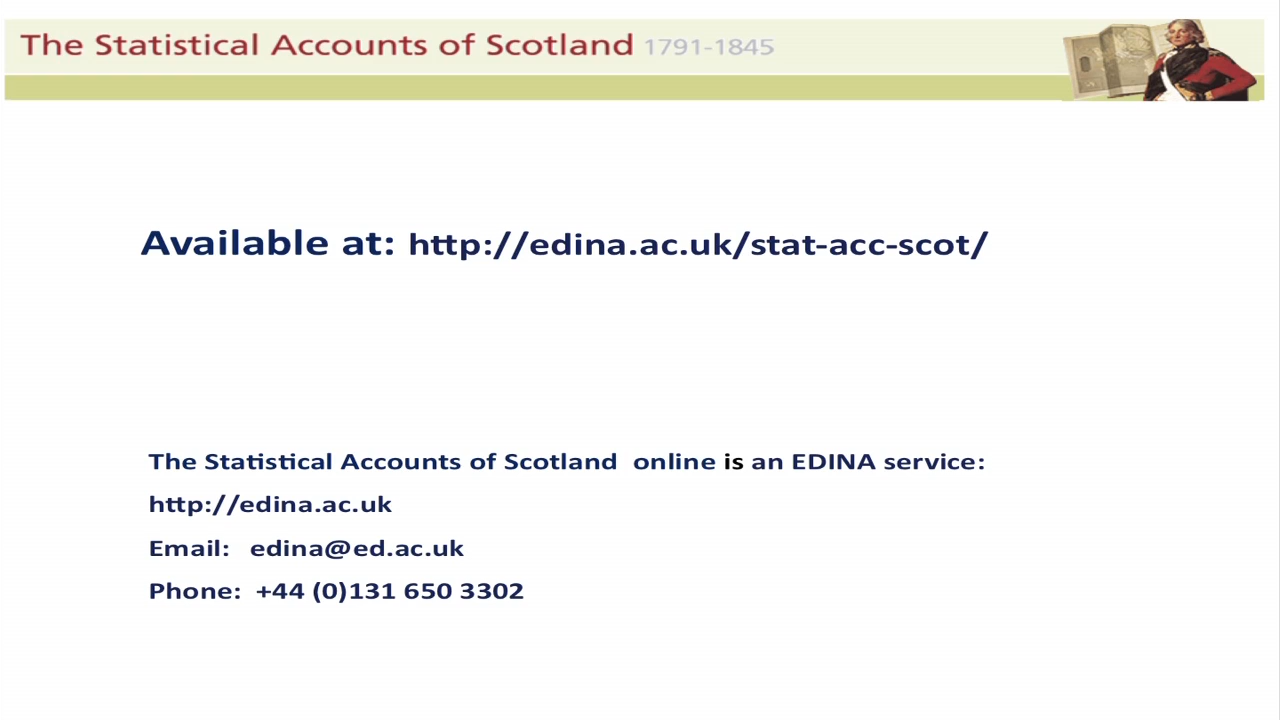 The Statistical Accounts of Scotland 1791-1845
Available at: http://edina.ac.uk/stat-acc-scot/
The Statistical Accounts of Scotland online is an EDINA service:
http://edina.ac.uk
Email: edina@ed.ac.uk
Phone: +44 (0)131 650 3302